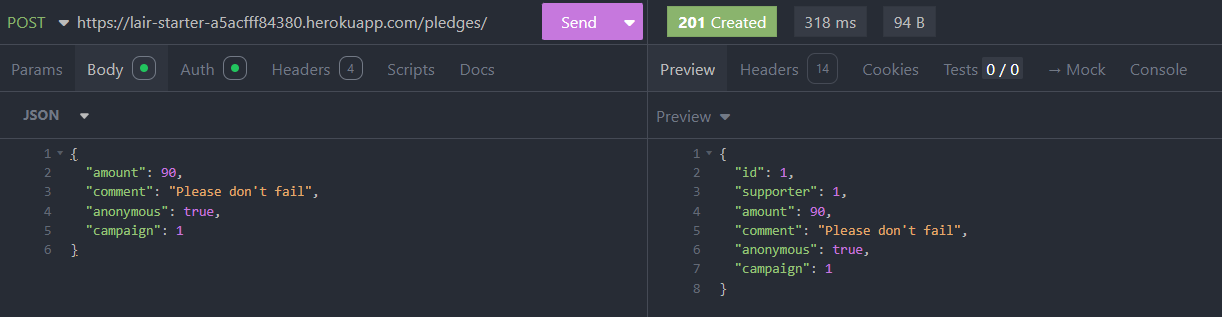 POST https://lair-starter-a5acfff84380.herokuapp.com/pledges/ Send 201 Created 318 ms 94 B
Params Body Auth Headers 4 Scripts Docs Preview Headers 14 Cookies Tests 0 / 0 → Mock Console
JSON
Preview
1 {
2 "amount": 90,
3 "comment": "Please don't fail",
4 "anonymous": true,
5 "campaign": 1
6 }
1 {
2 "id": 1,
3 "supporter": 1,
4 "amount": 90,
5 "comment": "Please don't fail",
6 "anonymous": true,
7 "campaign": 1
8 }